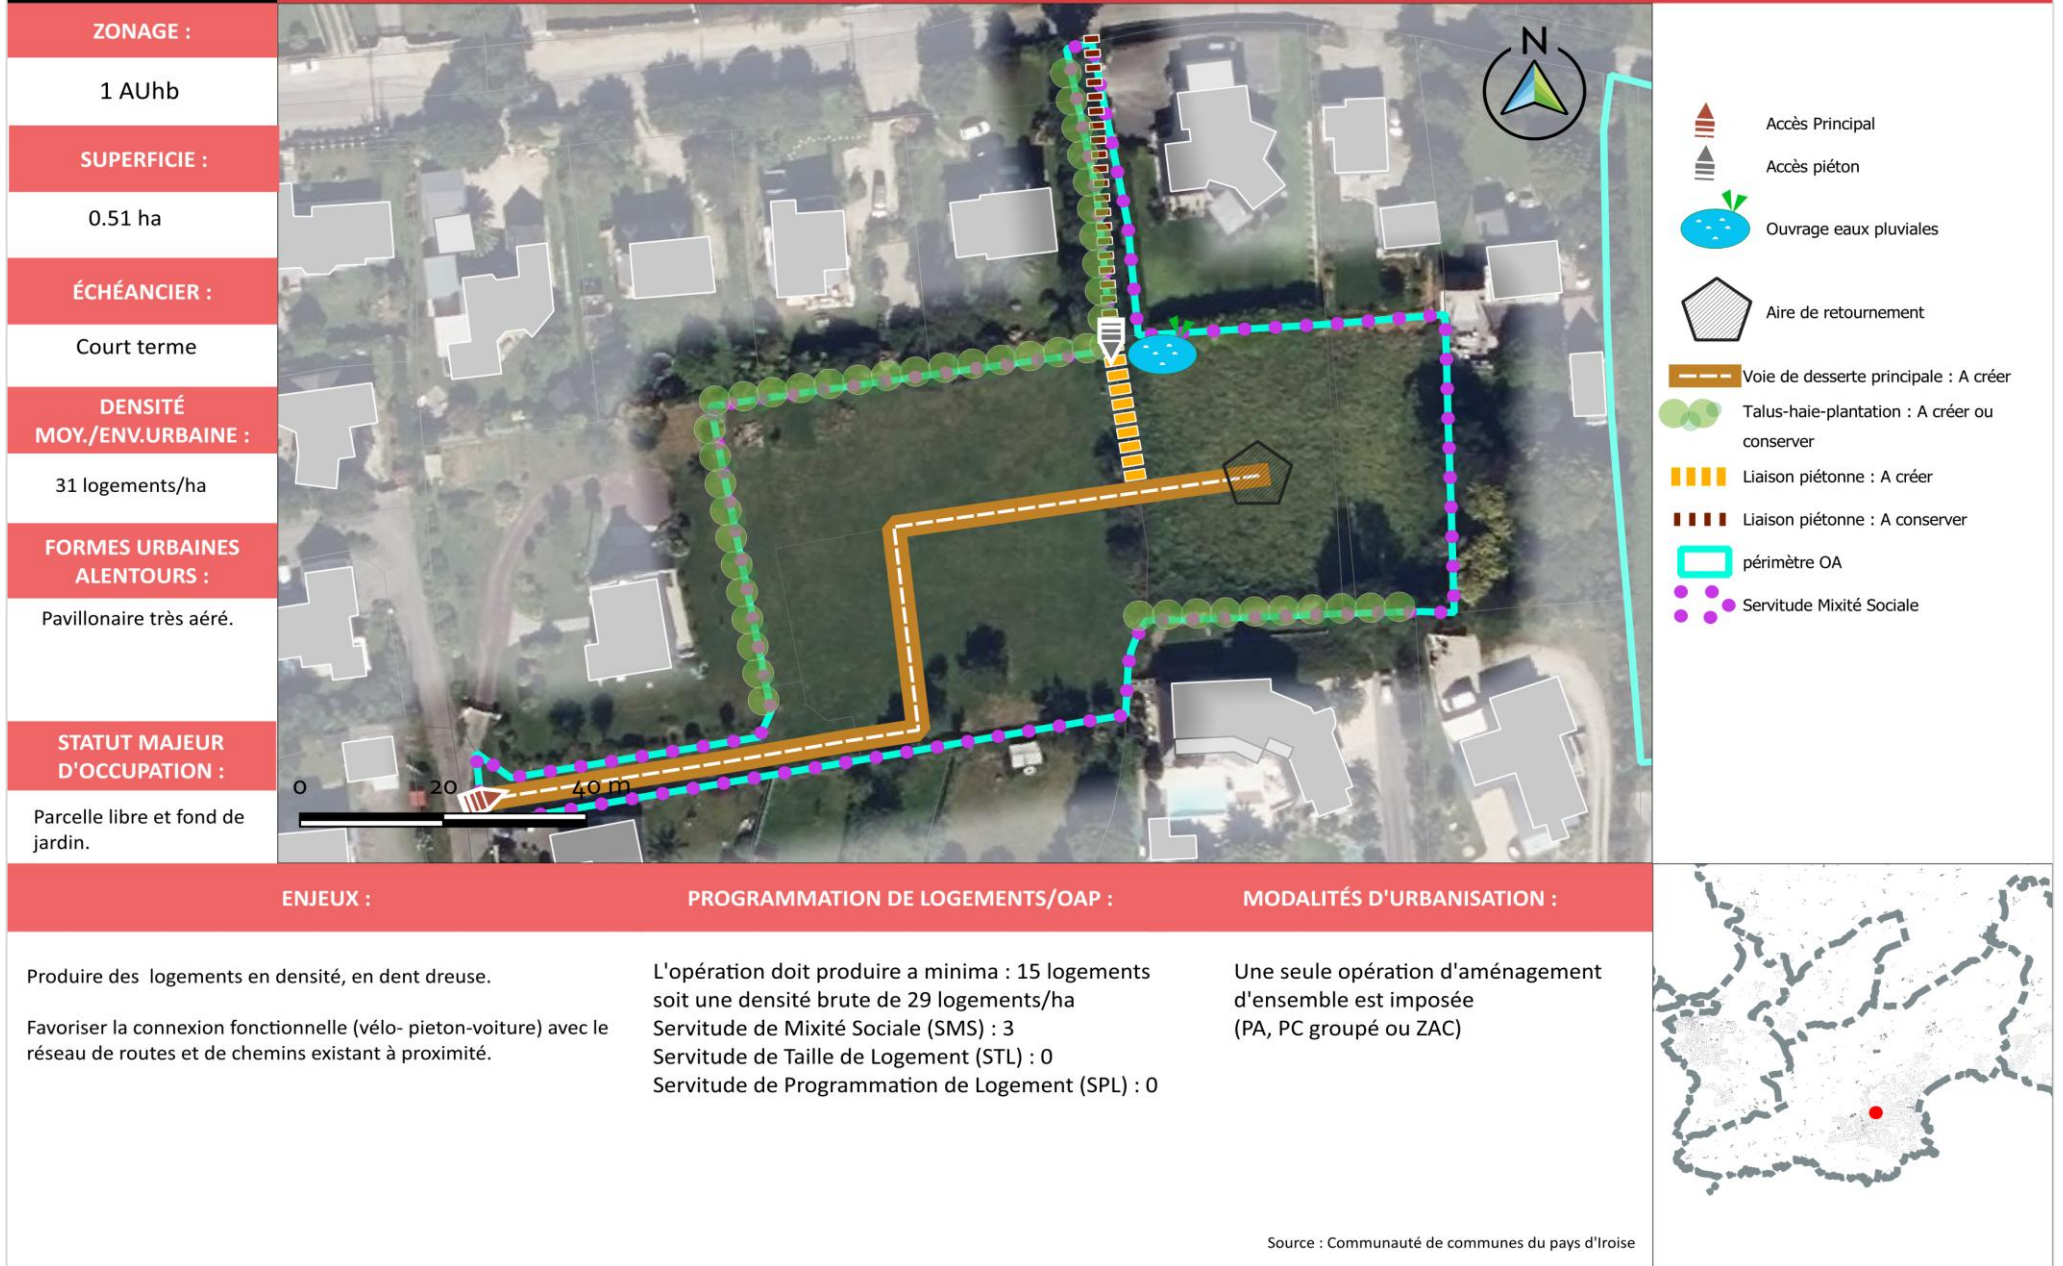 ZONAGE :
1 AUhb
SUPERFICIE :
0.51 ha
ÉCHÉANCIER :
Court terme
DENSITÉ
MOY./ENV.URBAINE :
31 logements/ha
FORMES URBAINES
ALENTOURS :
Pavillonaire très aéré.
STATUT MAJEUR
D'OCCUPATION :
Parcelle libre et fond de
jardin.
N
0 20 40 m
Accès Principal
Accès piéton
Ouvrage eaux pluviales
Aire de retournement
Voie de desserte principale : A créer
Talus-haie-plantation : A créer ou
conserver
Liaison piétonne : A créer
Liaison piétonne : A conserver
périmètre OA
Servitude Mixité Sociale
ENJEUX :
Produire des logements en densité, en dent dreuse.
Favoriser la connexion fonctionnelle (vélo- pieton-voiture) avec le
réseau de routes et de chemins existant à proximité.
PROGRAMMATION DE LOGEMENTS/OAP :
L'opération doit produire a minima : 15 logements
soit une densité brute de 29 logements/ha
Servitude de Mixité Sociale (SMS) : 3
Servitude de Taille de Logement (STL) : 0
Servitude de Programmation de Logement (SPL) : 0
MODALITÉS D'URBANISATION :
Une seule opération d'aménagement
d'ensemble est imposée
(PA, PC groupé ou ZAC)
Source : Communauté de communes du pays d'Iroise